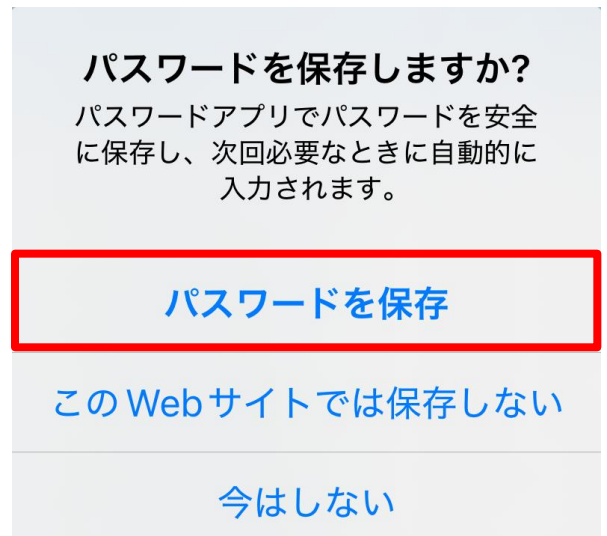 パスワードを保存しますか?
パスワードアプリでパスワードを安全
に保存し、次回必要なときに自動的に
入力されます。
パスワードを保存
このWebサイトでは保存しない
今はしない